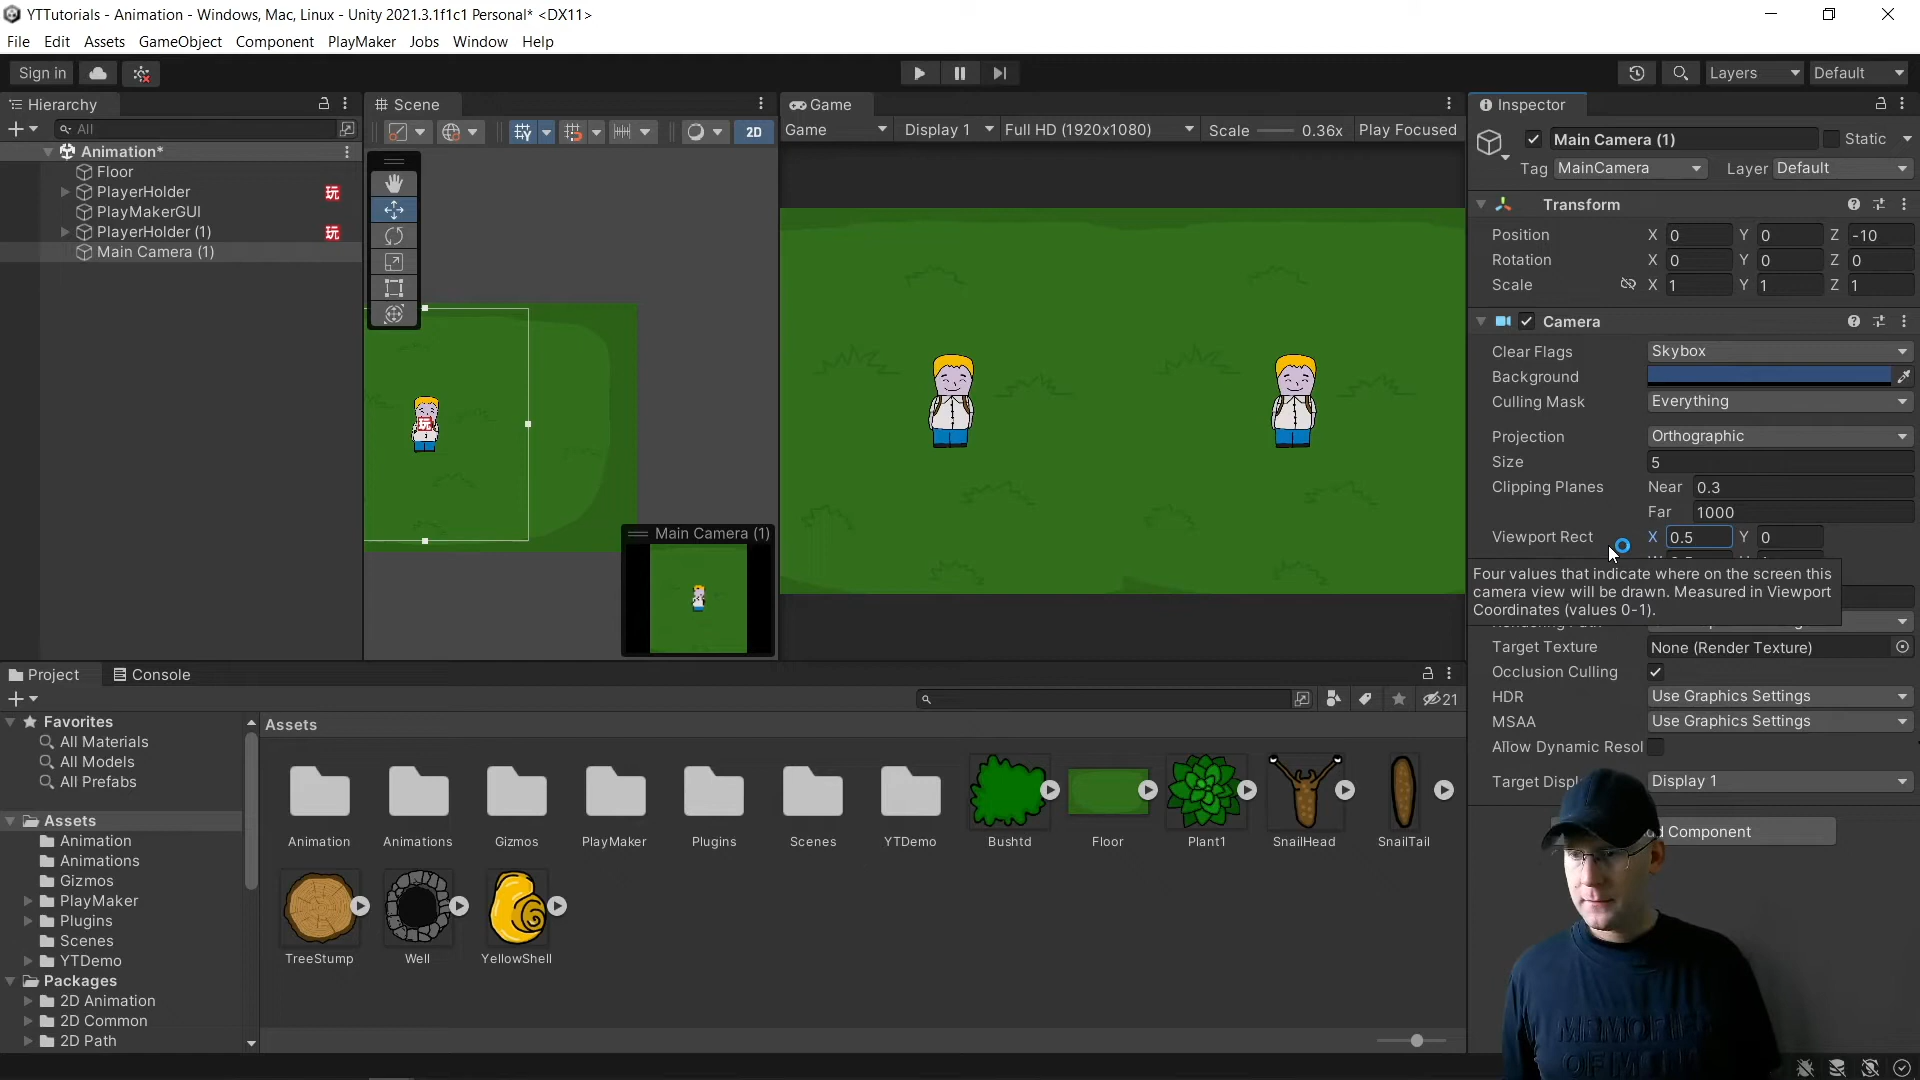 YTTutorials - Animation - Windows, Mac, Linux - Unity 2021.3.1f1c1 Personal* <DX11>
File Edit Assets GameObject Component PlayMaker Jobs Window Help
Sign in
Layers
Default
Hierarchy
All
Animation*
Floor
PlayerHolder
玩
PlayMakerGUI
PlayerHolder (1)
玩
Main Camera (1)
Scene
2D
玩
Main Camera (1)
Game
Game
Display 1
Full HD (1920x1080)
Scale
0.36x
Play Focused
Inspector
Main Camera (1)
Static
Tag
MainCamera
Layer
Default
Transform
Position X 0 Y 0 Z -10
Rotation X 0 Y 0 Z 0
Scale X 1 Y 1 Z 1
Camera
Clear Flags Skybox
Background
Culling Mask Everything
Projection Orthographic
Size 5
Clipping Planes Near 0.3
Far 1000
Viewport Rect X 0.5 Y 0
Four values that indicate where on the screen this
camera view will be drawn. Measured in Viewport
Coordinates (values 0-1).
Target Texture None (Render Texture)
Occlusion Culling
HDR Use Graphics Settings
MSAA Use Graphics Settings
Allow Dynamic Resol
Target Displ Display 1
d Component
Project
Console
21
Favorites
All Materials
All Models
All Prefabs
Assets
Animation
Animations
Gizmos
PlayMaker
Plugins
Scenes
YTDemo
Packages
2D Animation
2D Common
2D Path
Assets
Animation Animations Gizmos PlayMaker Plugins Scenes YTDemo Bushtd Floor Plant1 SnailHead SnailTail
TreeStump Well YellowShell